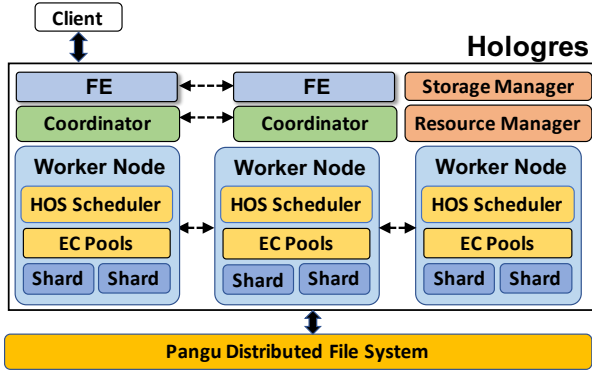 Client
Hologres
FE
FE
Storage Manager
Coordinator
Coordinator
Resource Manager
Worker Node
HOS Scheduler
EC Pools
Shard
Shard
Worker Node
HOS Scheduler
EC Pools
Shard
Shard
Worker Node
HOS Scheduler
EC Pools
Shard
Shard
Pangu Distributed File System